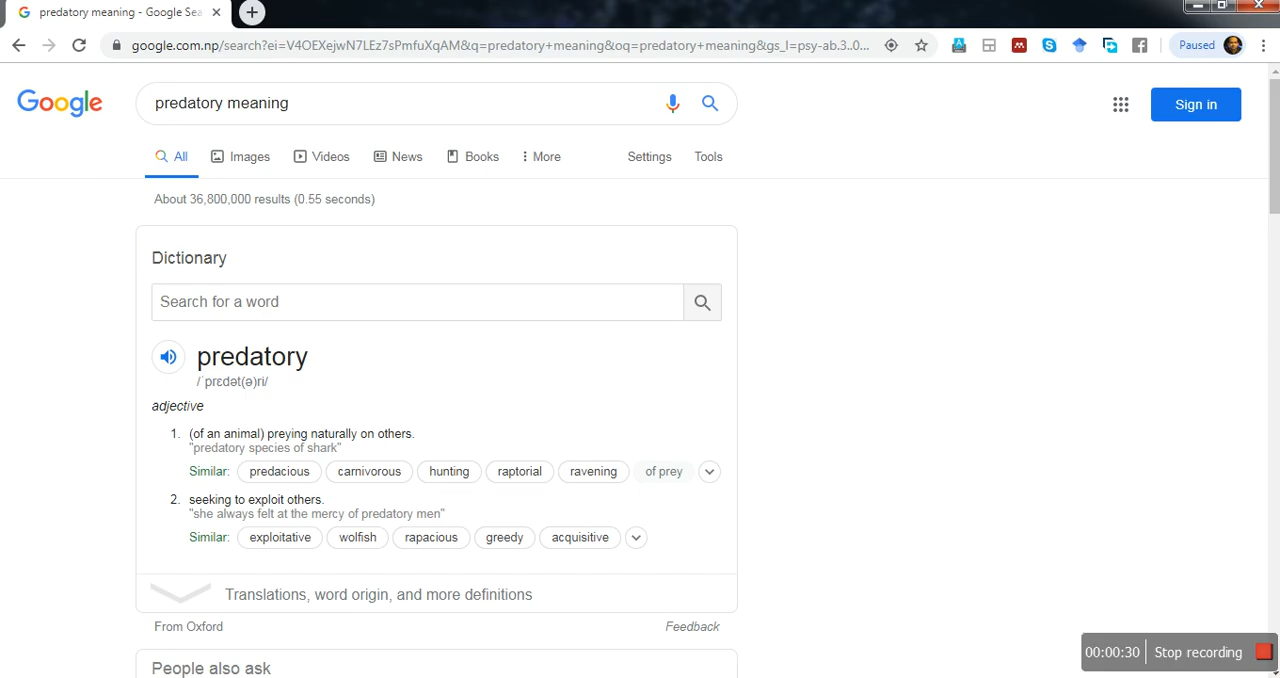 predatory meaning - Google Sea
google.com.np/search?ei=V4OEXejwN7LEz7sPmfuXqAM&q=predatory+meaning&oq=predatory+meaning&gs_l=psy-ab.3..0...
Paused
Google
predatory meaning
Sign in
All Images Videos News Books More Settings Tools
About 36,800,000 results (0.55 seconds)
Dictionary
Search for a word
predatory
/ˈprɛdət(ə)ri/
adjective
1. (of an animal) preying naturally on others.
"predatory species of shark"
Similar: predacious carnivorous hunting raptorial ravening of prey
2. seeking to exploit others.
"she always felt at the mercy of predatory men"
Similar: exploitative wolfish rapacious greedy acquisitive
Translations, word origin, and more definitions
From Oxford Feedback
People also ask
00:00:30 Stop recording